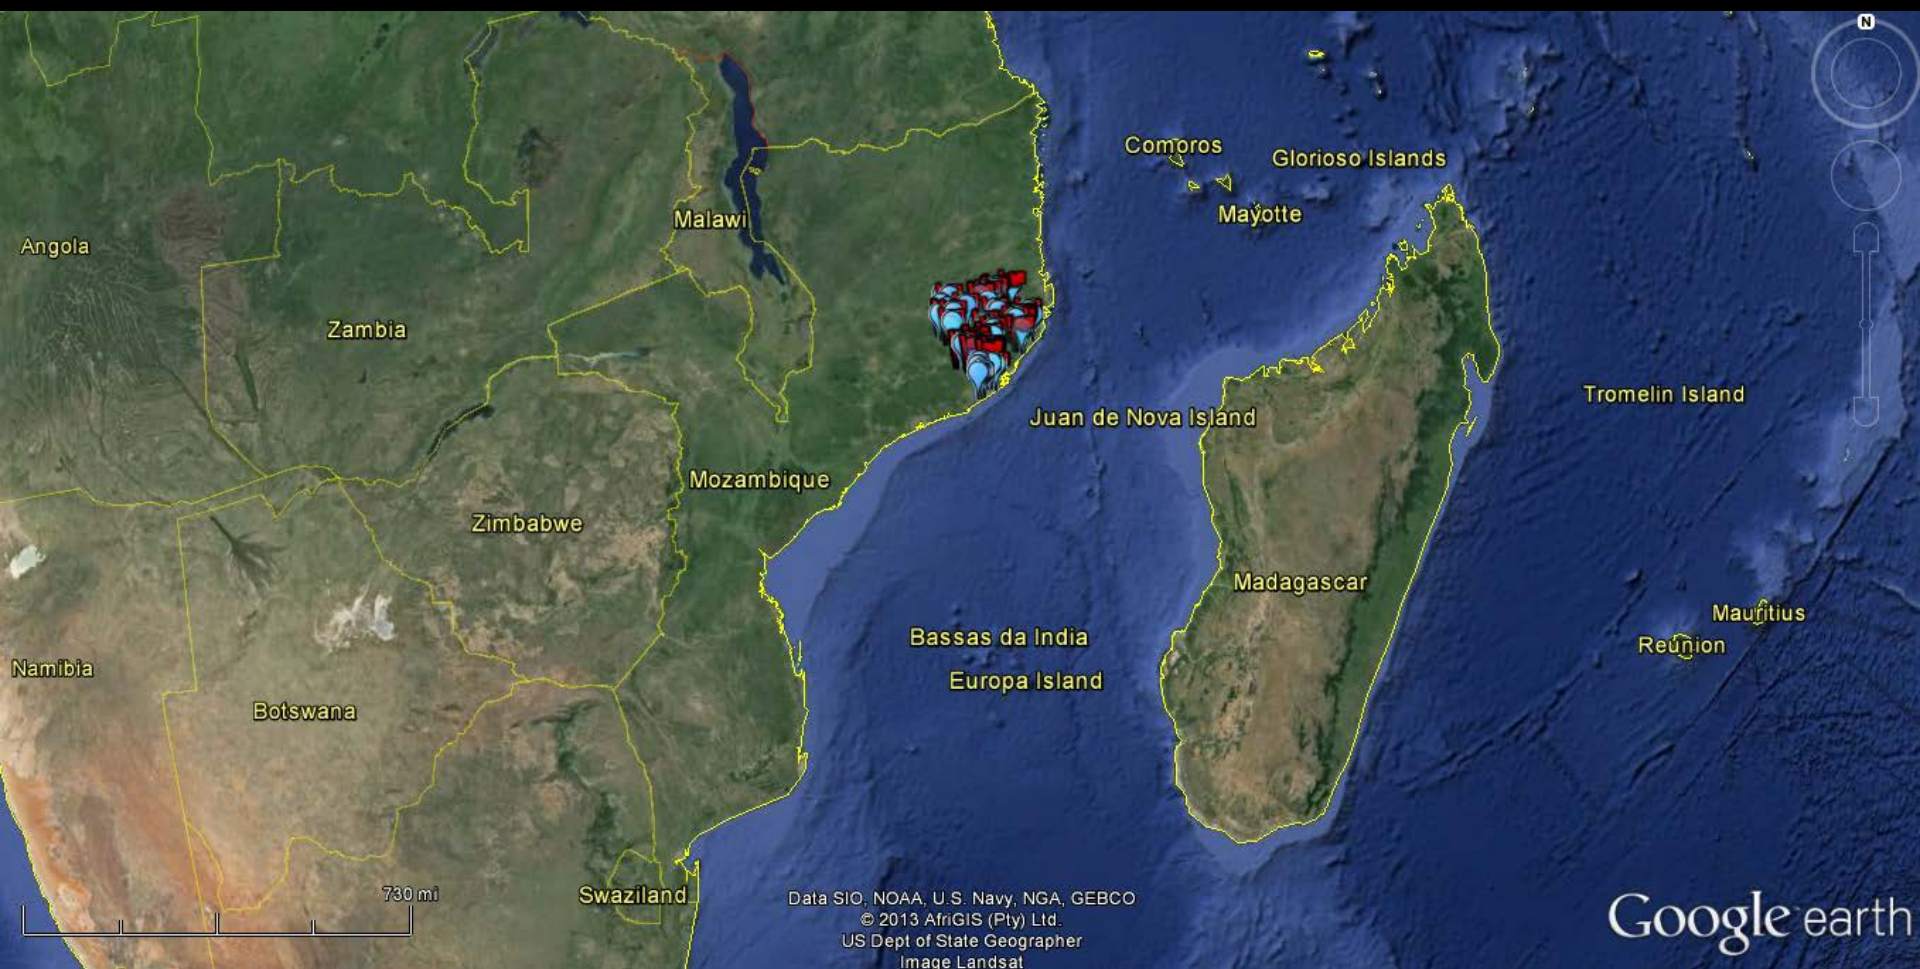 N
Comoros
Glorioso Islands
Malawi
Mayotte
Angola
Zambia
Tromelin Island
Juan de Nova Island
Mozambique
Zimbabwe
Madagascar
Mauritius
Bassas da India
Reunion
Namibia
Europa Island
Botswana
730 mi
Swaziland
Data SIO, NOAA, U.S. Navy, NGA, GEBCO
© 2013 AfriGIS (Pty) Ltd.
US Dept of State Geographer
Image Landsat
Google earth